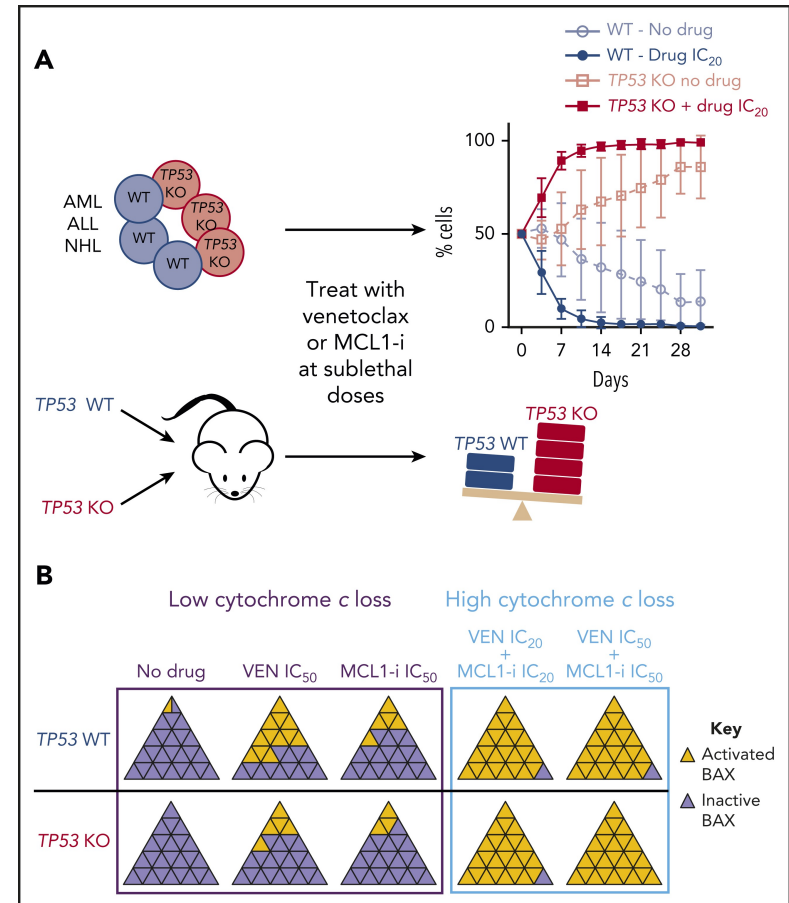 A
WT - No drug
WT - Drug IC20
TP53 KO no drug
TP53 KO + drug IC20
AML
ALL
NHL
WT
TP53
KO
TP53
KO
WT
WT
TP53
KO
Treat with
venetoclax
or MCL1-i
at sublethal
doses
% cells
100
50
0
0
7
14
21
28
Days
TP53 WT
TP53 KO
TP53 KO
TP53 WT
B
Low cytochrome c loss
High cytochrome c loss
No drug
VEN IC50
MCL1-i IC50
VEN IC20
+
MCL1-i IC20
VEN IC50
+
MCL1-i IC50
TP53 WT
TP53 KO
Key
Activated
BAX
Inactive
BAX